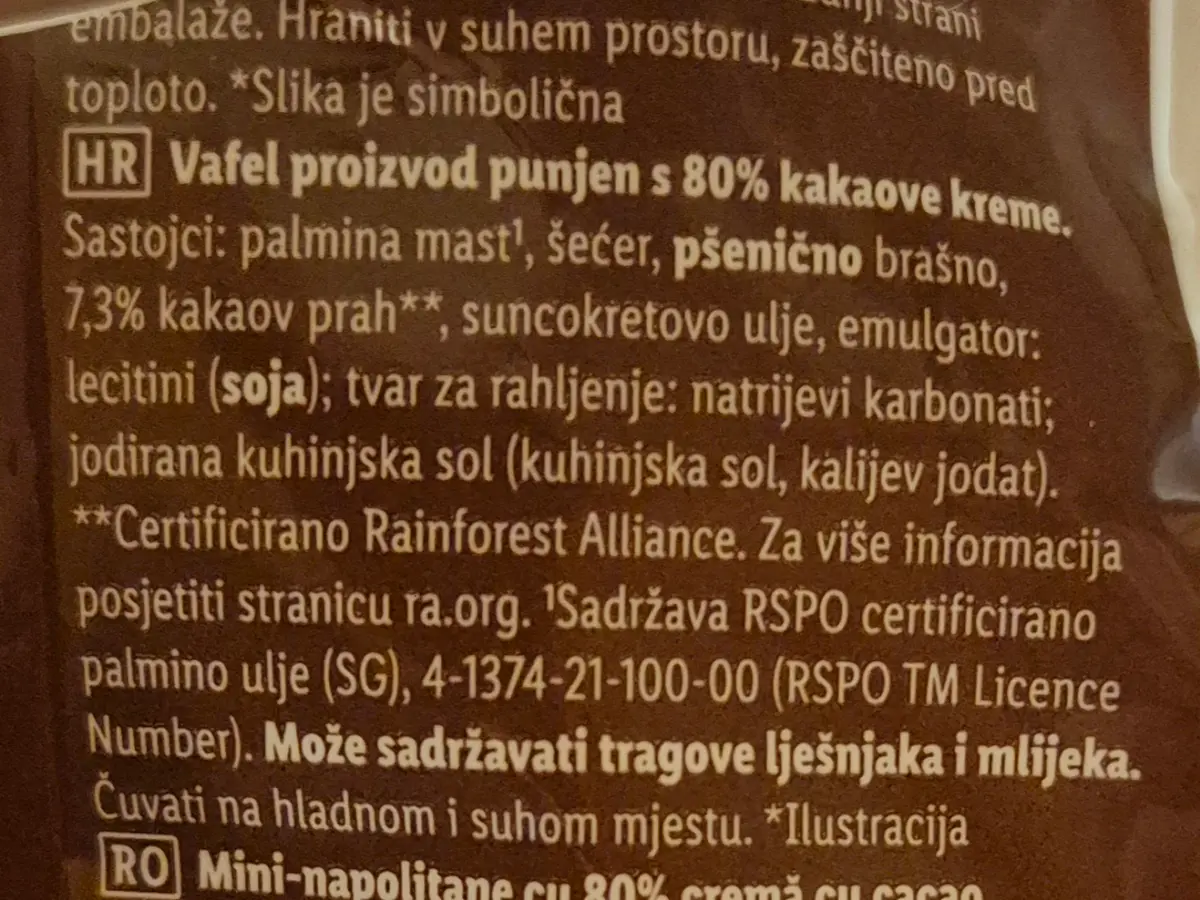 strani
embalaže. Hraniti v suhem prostoru, zaščiteno pred
toploto. *Slika je simbolična
HR Vafel proizvod punjen s 80% kakaove kreme.
Sastojci: palmina mast¹, šećer, pšenično brašno,
7,3% kakaov prah**, suncokretovo ulje, emulgator:
lecitini (soja); tvar za rahljenje: natrijevi karbonati;
jodirana kuhinjska sol (kuhinjska sol, kalijev jodat).
**Certificirano Rainforest Alliance. Za više informacija
posjetiti stranicu ra.org. ¹Sadržava RSPO certificirano
palmino ulje (SG), 4-1374-21-100-00 (RSPO TM Licence
Number). Može sadržavati tragove lješnjaka i mlijeka.
Čuvati na hladnom i suhom mjestu. *Ilustracija
RO Mini-napolitane cu 80% cremă cu cacao